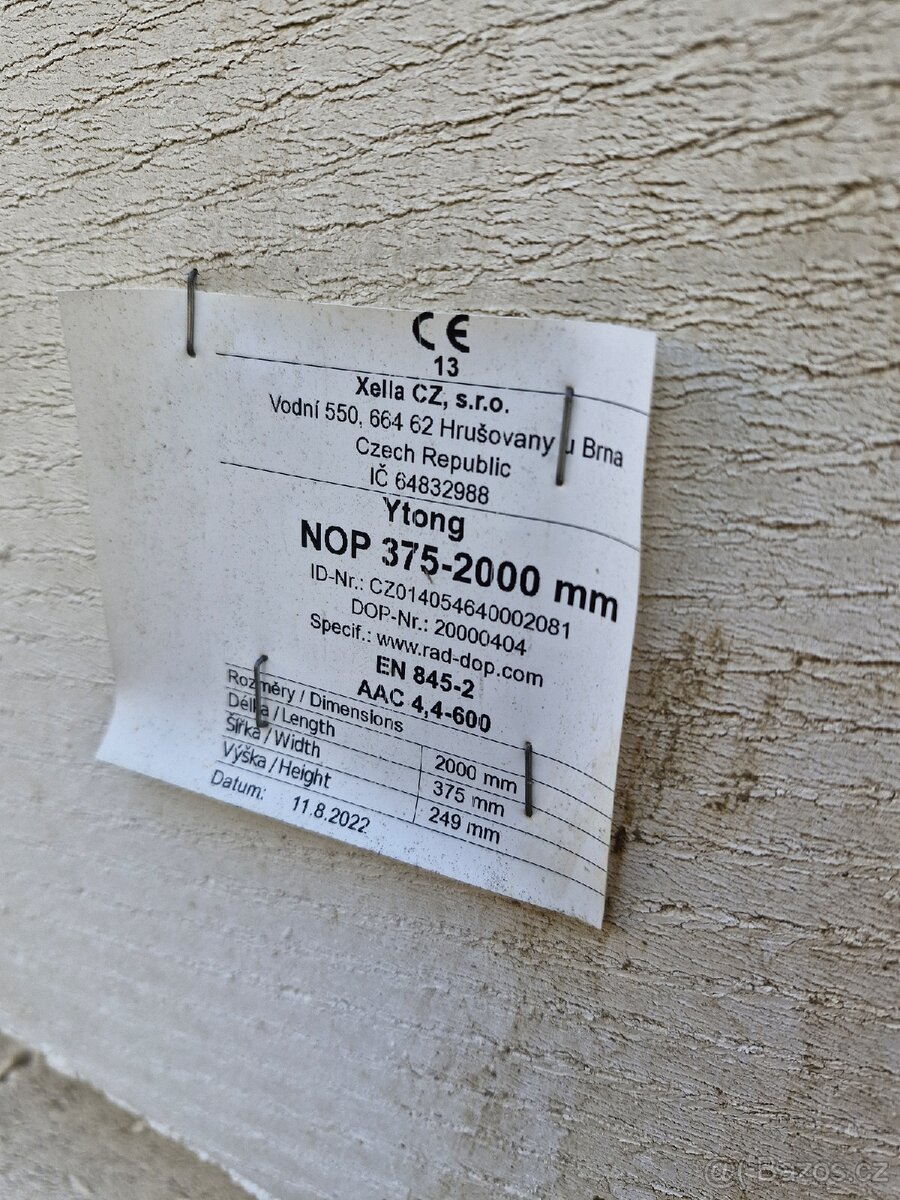 CE
13
Xella CZ, s.r.o.
Vodní 550, 664 62 Hrušovany u Brna
Czech Republic
IČ 64832988
Ytong
NOP 375-2000 mm
ID-Nr.: CZ014054640002081
DOP-Nr.: 20000404
Specif.: www.rad-dop.com
EN 845-2
AAC 4,4-600
Rozměry / Dimensions
Délka / Length 2000 mm
Šířka / Width 375 mm
Výška / Height 249 mm
Datum: 11.8.2022
Bazos.cz